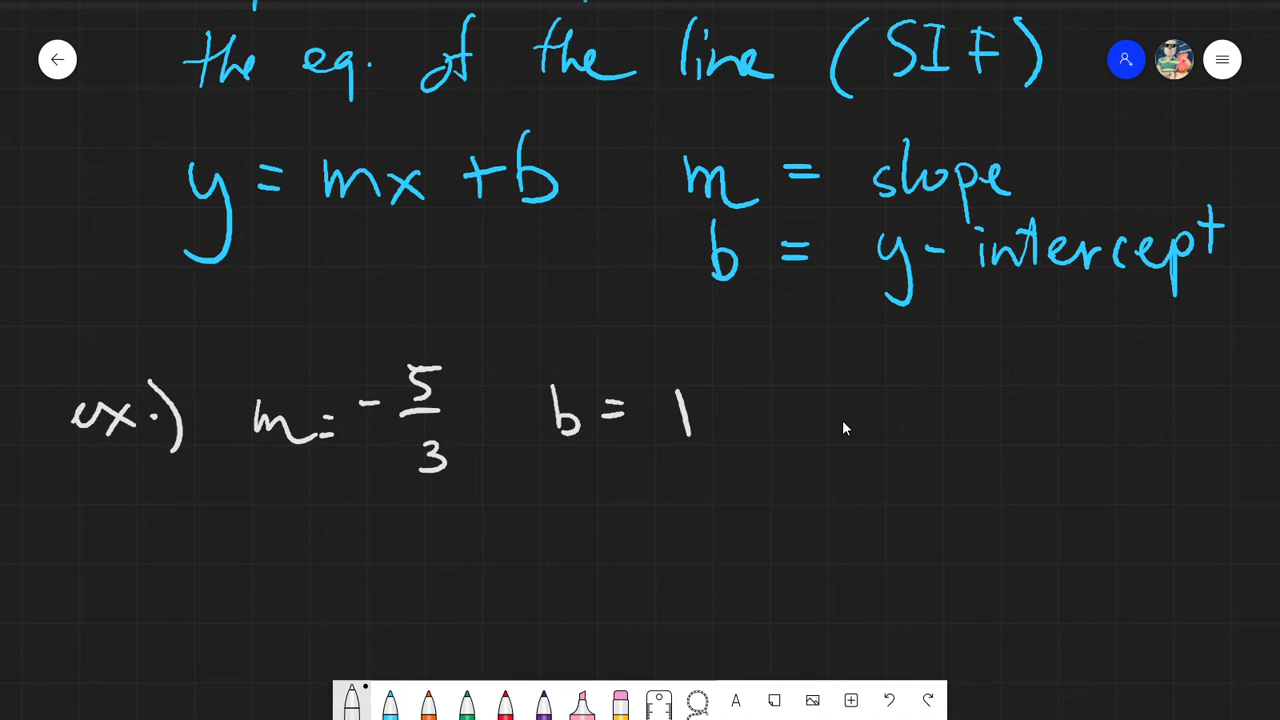 the eq. of the line (SIF)
y = mx + b m = slope
b = y-intercept
ex.) m = -5/3 b = 1
A